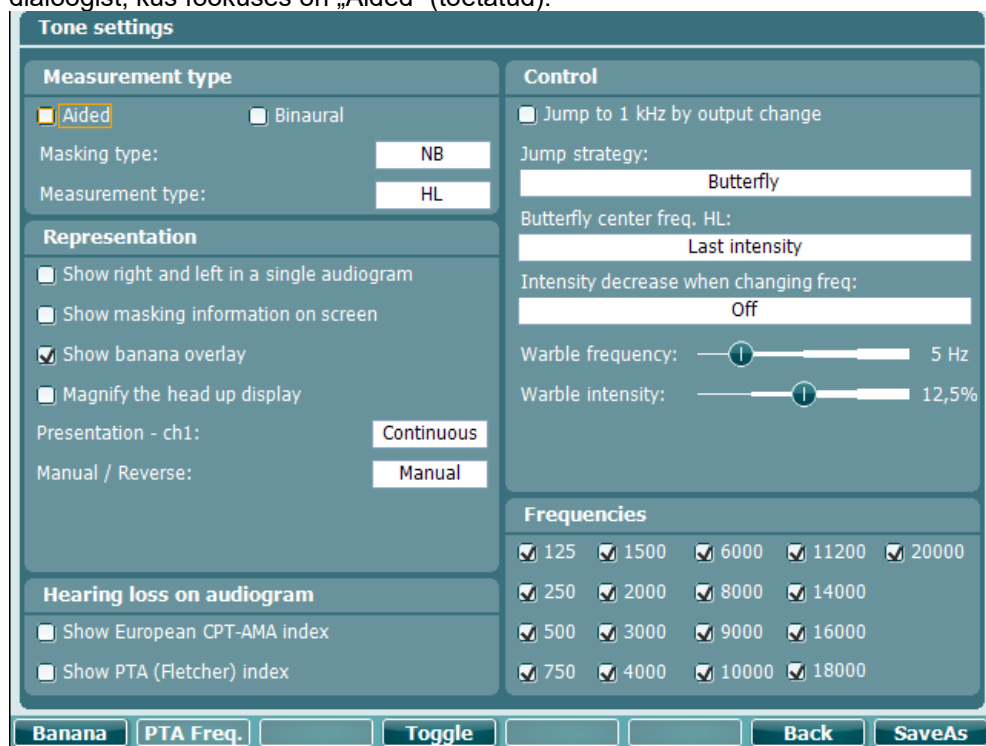 dialoogist, kus fookuses on „Aided“ (toetatud).
Tone settings
Measurement type
Aided
Binaural
Masking type:
NB
Measurement type:
HL
Representation
Show right and left in a single audiogram
Show masking information on screen
Show banana overlay
Magnify the head up display
Presentation - ch1:
Continuous
Manual / Reverse:
Manual
Hearing loss on audiogram
Show European CPT-AMA index
Show PTA (Fletcher) index
Control
Jump to 1 kHz by output change
Jump strategy:
Butterfly
Butterfly center freq. HL:
Last intensity
Intensity decrease when changing freq:
Off
Warble frequency:
5 Hz
Warble intensity:
12,5%
Frequencies
125 1500 6000 11200 20000
250 2000 8000 14000
500 3000 9000 16000
750 4000 10000 18000
Banana PTA Freq. Toggle Back SaveAs